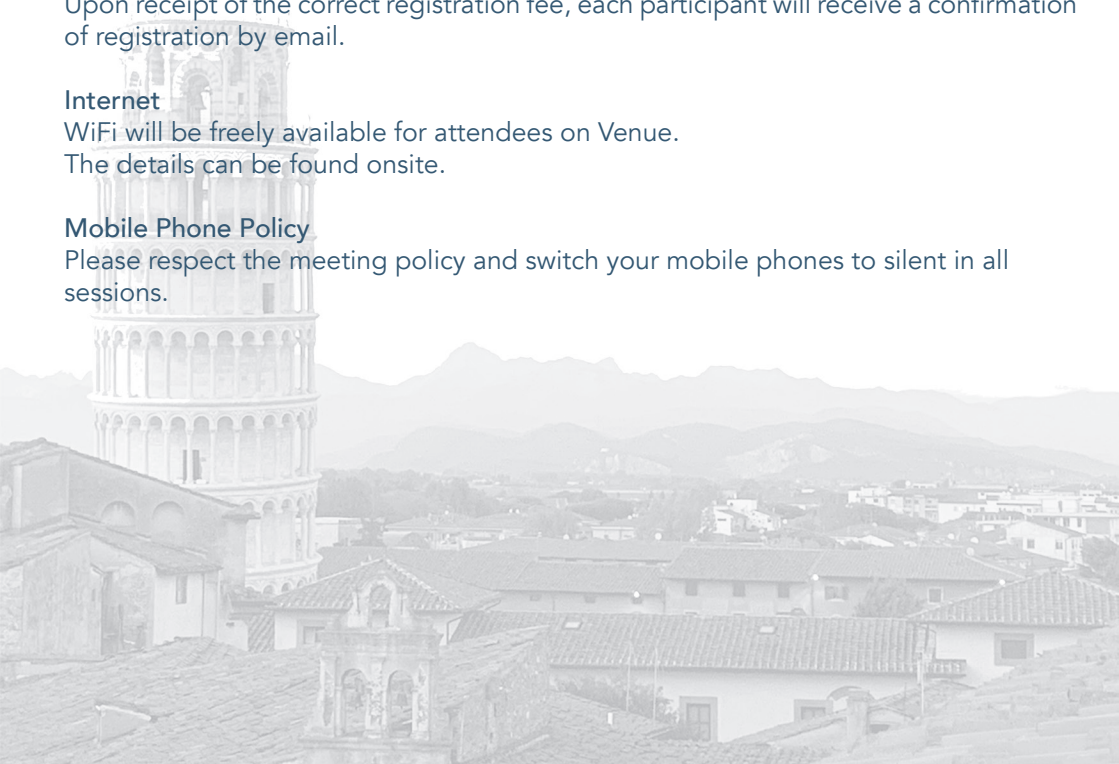 Upon receipt of the correct registration fee, each participant will receive a confirmation
of registration by email.
Internet
WiFi will be freely available for attendees on Venue.
The details can be found onsite.
Mobile Phone Policy
Please respect the meeting policy and switch your mobile phones to silent in all
sessions.